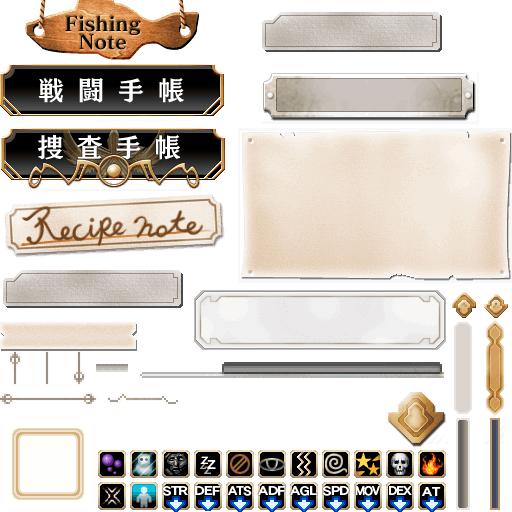 Fishing
Note
戦闘手帳
捜査手帳
Recipe note
zZZ
STR DEF ATS ADF AGL SPD MOV DEX AT